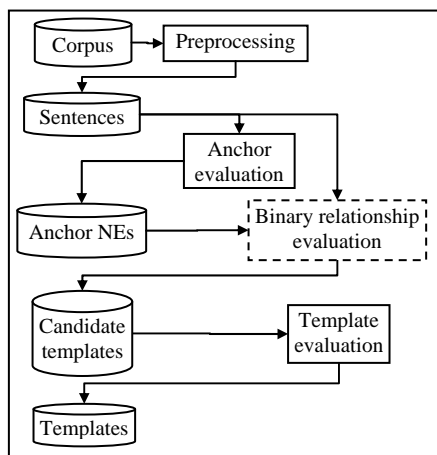 Corpus
Preprocessing
Sentences
Anchor
evaluation
Anchor NEs
Binary relationship
evaluation
Candidate
templates
Template
evaluation
Templates